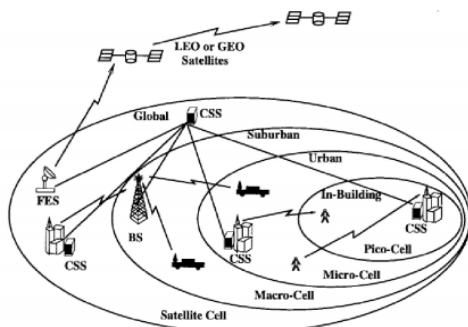 LEO or GEO
Satellites
Global
CSS
Suburban
Urban
In-Building
FES
CSS
BS
CSS
CSS
Pico-Cell
Micro-Cell
Macro-Cell
Satellite Cell